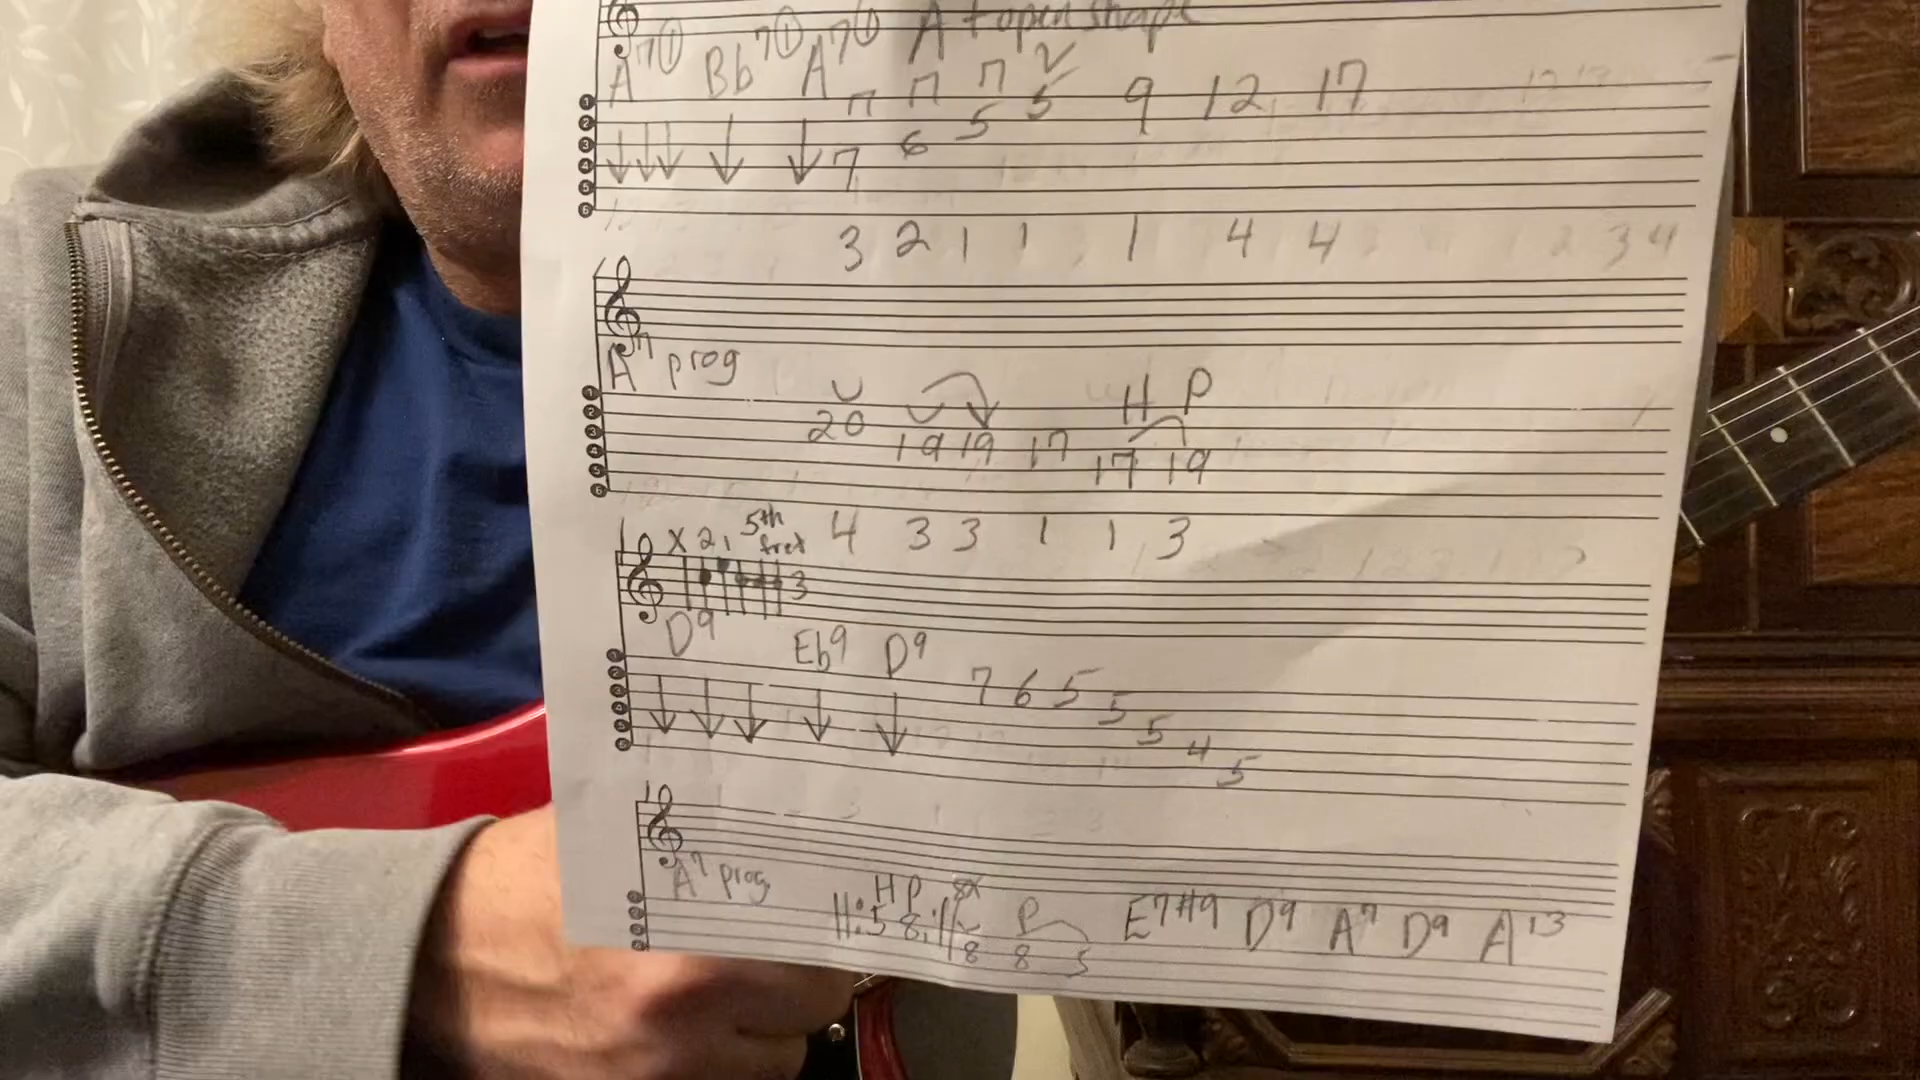 A + open shape
A7① Bb7① A7①
7 6 5 5 9 12 17
3 2 1 1 1 4 4
A7 prog
H P
20 19 19 17 17 19
4 3 3 1 1 3
X 2 1 5th fret
3
D9 Eb9 D9
7 6 5 5 5 4 5
A7 prog
H P 8x P E7#9 D9 A7 D9 A13
5 8 8 8 5